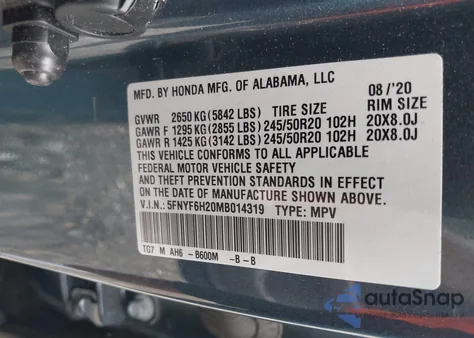 MFD. BY HONDA MFG. OF ALABAMA, LLC 08/'20
GVWR 2650 KG (5842 LBS) TIRE SIZE RIM SIZE
GAWR F 1295 KG (2855 LBS) 245/50R20 102H 20X8.0J
GAWR R 1425 KG (3142 LBS) 245/50R20 102H 20X8.0J
THIS VEHICLE CONFORMS TO ALL APPLICABLE
FEDERAL MOTOR VEHICLE SAFETY
AND THEFT PREVENTION STANDARDS IN EFFECT
ON THE DATE OF MANUFACTURE SHOWN ABOVE.
V.I.N.: 5FNYF6H20MB014319 TYPE: MPV
TG7 M AH6 -B600M -B -B
autoSnap